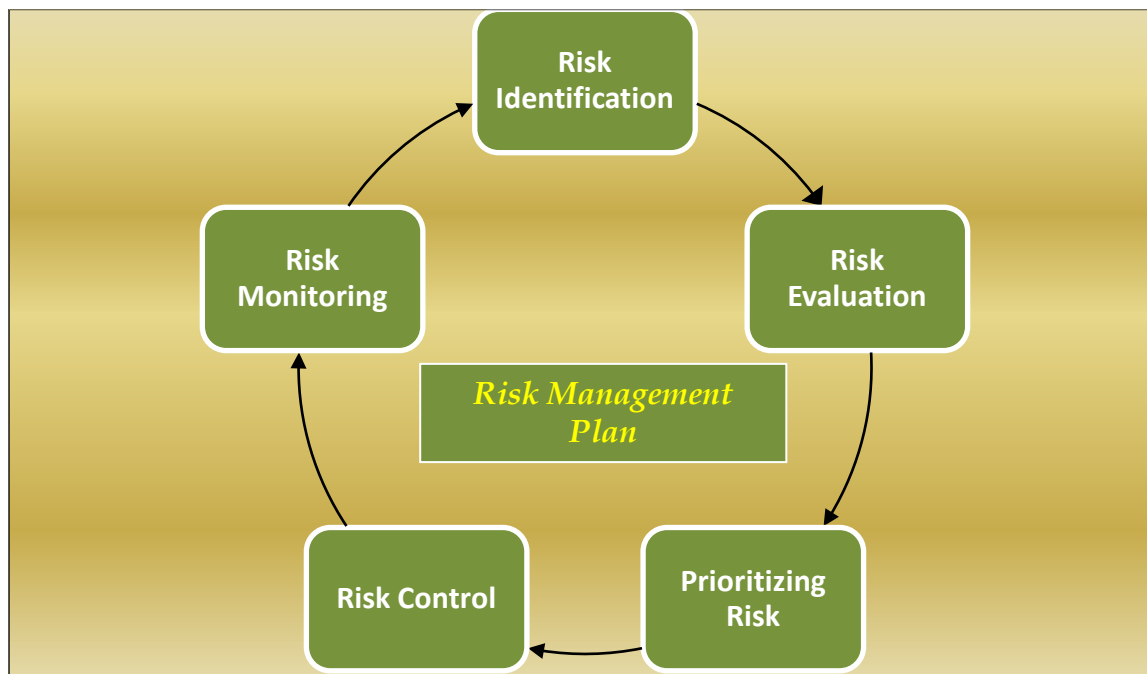 Risk
Identification
Risk
Evaluation
Prioritizing
Risk
Risk Control
Risk
Monitoring
Risk Management
Plan